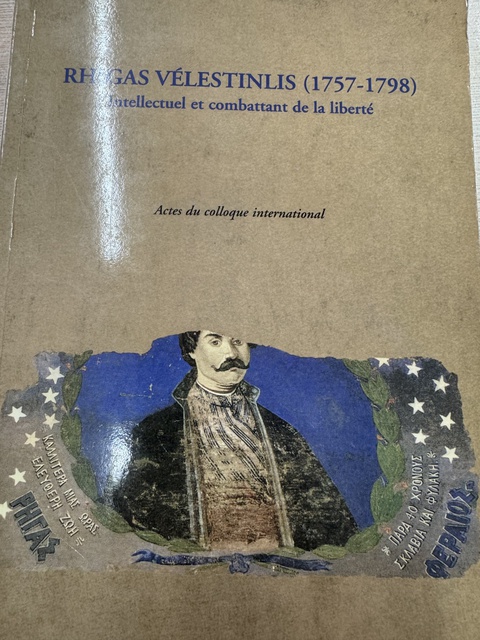 RHIGAS VÉLESTINLIS (1757-1798)
Intellectuel et combattant de la liberté
Actes du colloque international
ΚΑΛΛΙΤΕΡΗ ΜΙΑΣ ΩΡΑΣ
ΕΛΕΥΘΕΡΗ ΖΩΗ
ΡΗΓΑΣ
ΠΑΡΑ 40 ΧΡΟΝΟΥΣ
ΣΚΛΑΒΙΑ ΚΑΙ ΦΥΛΑΚΗ
ΦΕΡΑΙΟΣ